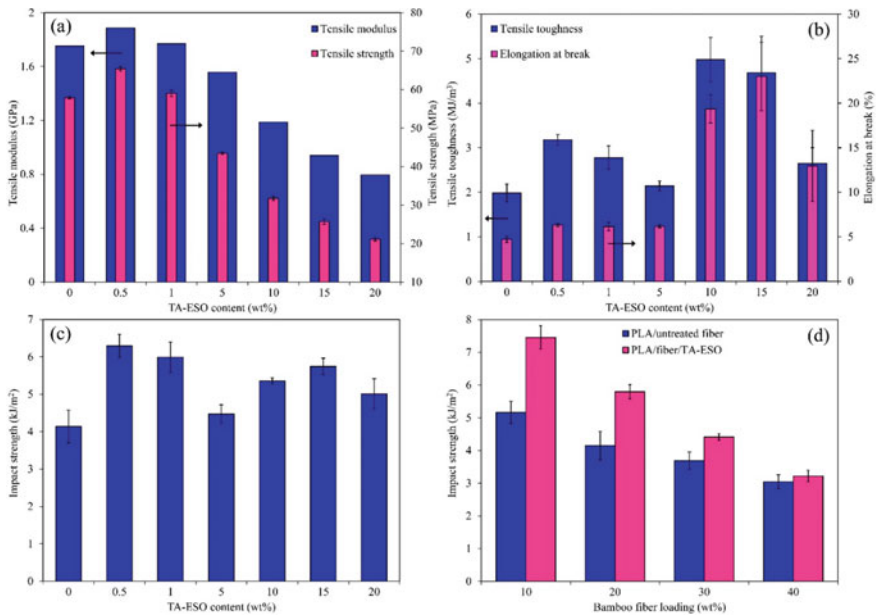 (a)
Tensile modulus
Tensile strength
2
1.6
1.2
0.8
0.4
0
Tensile modulus (GPa)
80
70
60
50
40
30
20
10
Tensile strength (MPa)
0 0.5 1 5 10 15 20
TA-ESO content (wt%)
(b)
Tensile toughness
Elongation at break
6
5
4
3
2
1
0
Tensile toughness (MJ/m³)
30
25
20
15
10
5
0
Elongation at break (%)
0 0.5 1 5 10 15 20
TA-ESO content (wt%)
(c)
7
6
5
4
3
2
1
0
Impact strength (kJ/m²)
0 0.5 1 5 10 15 20
TA-ESO content (wt%)
(d)
PLA/untreated fiber
PLA/fiber/TA-ESO
8
7
6
5
4
3
2
1
0
Impact strength (kJ/m²)
10 20 30 40
Bamboo fiber loading (wt%)